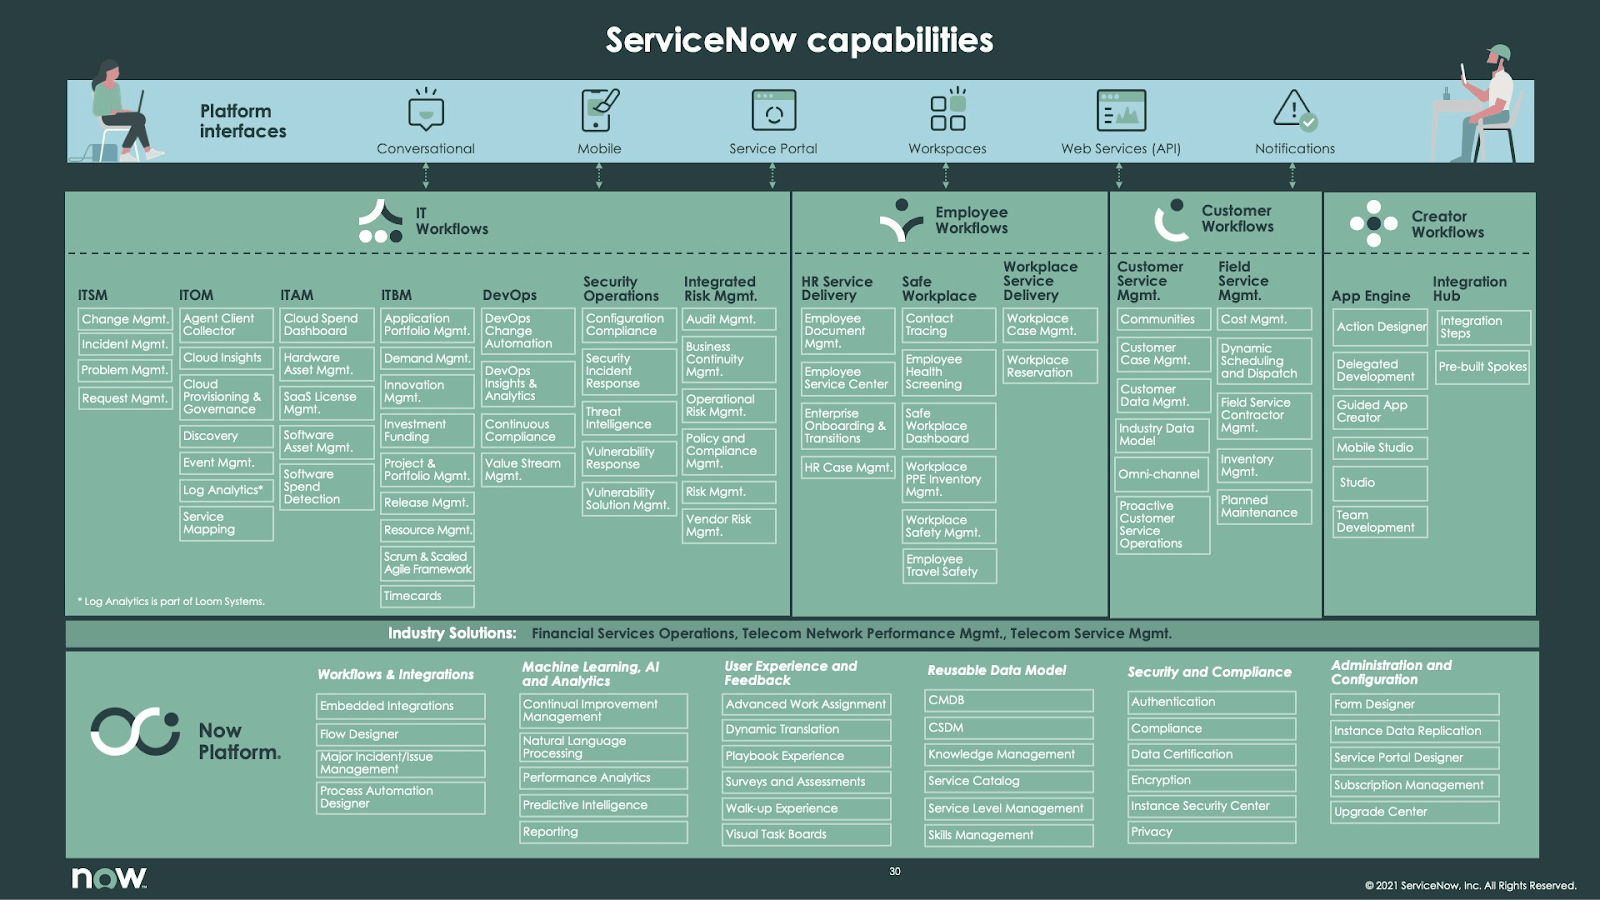 ServiceNow capabilities
Platform
interfaces
Conversational
Mobile
Service Portal
Workspaces
Web Services (API)
Notifications
IT
Workflows
ITSM
Change Mgmt.
Incident Mgmt.
Problem Mgmt.
Request Mgmt.
ITOM
Agent Client
Collector
Cloud Insights
Cloud
Provisioning &
Governance
Discovery
Event Mgmt.
Log Analytics*
Service
Mapping
ITAM
Cloud Spend
Dashboard
Hardware
Asset Mgmt.
SaaS License
Mgmt.
Software
Asset Mgmt.
Software
Spend
Detection
ITBM
Application
Portfolio Mgmt.
Demand Mgmt.
Innovation
Mgmt.
Investment
Funding
Project &
Portfolio Mgmt.
Release Mgmt.
Resource Mgmt.
Scrum & Scaled
Agile Framework
Timecards
DevOps
DevOps
Change
Automation
DevOps
Insights &
Analytics
Continuous
Compliance
Value Stream
Mgmt.
Security
Operations
Configuration
Compliance
Security
Incident
Response
Threat
Intelligence
Vulnerability
Response
Vulnerability
Solution Mgmt.
Integrated
Risk Mgmt.
Audit Mgmt.
Business
Continuity
Mgmt.
Operational
Risk Mgmt.
Policy and
Compliance
Mgmt.
Risk Mgmt.
Vendor Risk
Mgmt.
* Log Analytics is part of Loom Systems.
Employee
Workflows
HR Service
Delivery
Employee
Document
Mgmt.
Employee
Service Center
Enterprise
Onboarding &
Transitions
HR Case Mgmt.
Safe
Workplace
Contact
Tracing
Employee
Health
Screening
Safe
Workplace
Dashboard
Workplace
PPE Inventory
Mgmt.
Workplace
Safety Mgmt.
Employee
Travel Safety
Workplace
Service
Delivery
Workplace
Case Mgmt.
Workplace
Reservation
Customer
Workflows
Customer
Service
Mgmt.
Communities
Customer
Case Mgmt.
Customer
Data Mgmt.
Industry Data
Model
Omni-channel
Proactive
Customer
Service
Operations
Field
Service
Mgmt.
Cost Mgmt.
Dynamic
Scheduling
and Dispatch
Field Service
Contractor
Mgmt.
Inventory
Mgmt.
Planned
Maintenance
Creator
Workflows
App Engine
Action Designer
Delegated
Development
Guided App
Creator
Mobile Studio
Studio
Team
Development
Integration
Hub
Integration
Steps
Pre-built Spokes
Industry Solutions: Financial Services Operations, Telecom Network Performance Mgmt., Telecom Service Mgmt.
Now
Platform®
Workflows & Integrations
Embedded Integrations
Flow Designer
Major Incident/Issue
Management
Process Automation
Designer
Machine Learning, AI
and Analytics
Continual Improvement
Management
Natural Language
Processing
Performance Analytics
Predictive Intelligence
Reporting
User Experience and
Feedback
Advanced Work Assignment
Dynamic Translation
Playbook Experience
Surveys and Assessments
Walk-up Experience
Visual Task Boards
Reusable Data Model
CMDB
CSDM
Knowledge Management
Service Catalog
Service Level Management
Skills Management
Security and Compliance
Authentication
Compliance
Data Certification
Encryption
Instance Security Center
Privacy
Administration and
Configuration
Form Designer
Instance Data Replication
Service Portal Designer
Subscription Management
Upgrade Center
now™
30
© 2021 ServiceNow, Inc. All Rights Reserved.